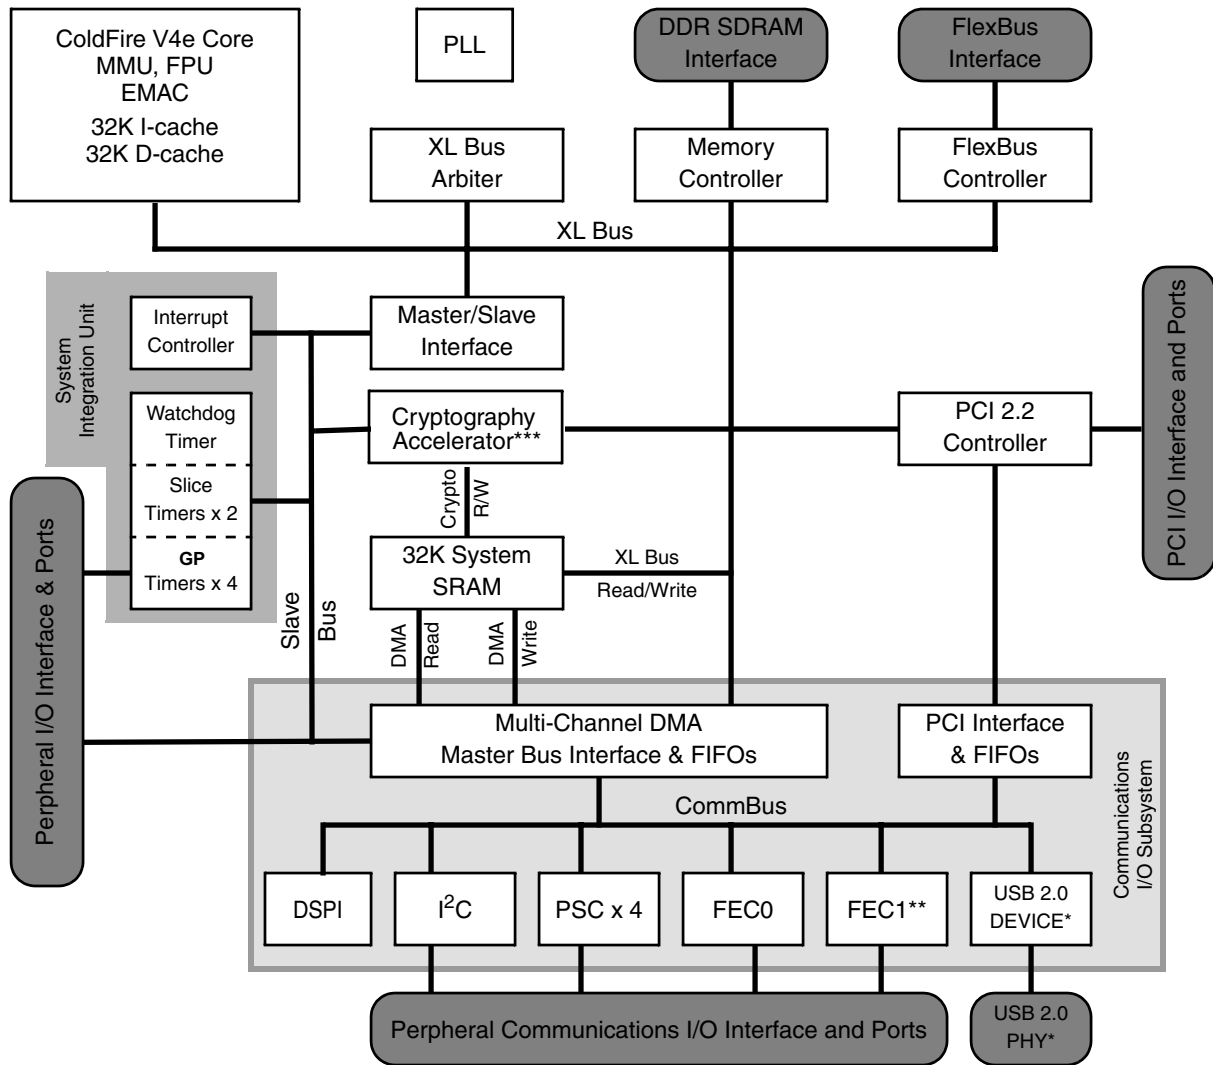 ColdFire V4e Core
MMU, FPU
EMAC
32K I-cache
32K D-cache
PLL
DDR SDRAM
Interface
FlexBus
Interface
XL Bus
Arbiter
Memory
Controller
FlexBus
Controller
XL Bus
System
Integration Unit
Interrupt
Controller
Master/Slave
Interface
PCI I/O Interface and Ports
Watchdog
Timer
Slice
Timers x 2
GP
Timers x 4
Cryptography
Accelerator***
PCI 2.2
Controller
Crypto
R/W
32K System
SRAM
XL Bus
Read/Write
Perpheral I/O Interface & Ports
Slave
Bus
DMA
Read
DMA
Write
Multi-Channel DMA
Master Bus Interface & FIFOs
PCI Interface
& FIFOs
Communications
I/O Subsystem
CommBus
DSPI
I²C
PSC x 4
FEC0
FEC1**
USB 2.0
DEVICE*
Perpheral Communications I/O Interface and Ports
USB 2.0
PHY*